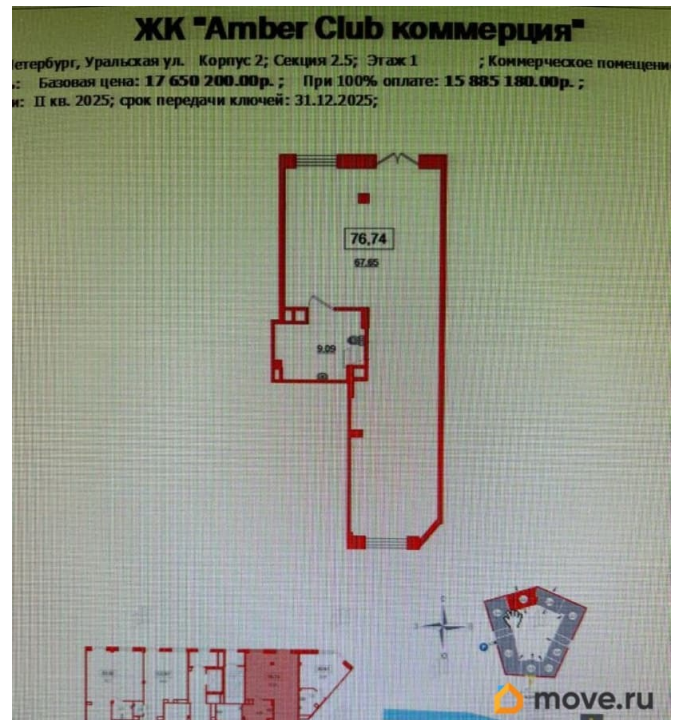 ЖК "Amber Club коммерция"
Петербург, Уральская ул. Корпус 2; Секция 2.5; Этаж 1 ; Коммерческое помещение
Базовая цена: 17 650 200.00р. ; При 100% оплате: 15 885 180.00р. ;
II кв. 2025; срок передачи ключей: 31.12.2025;
76,74
67.65
9.09
move.ru